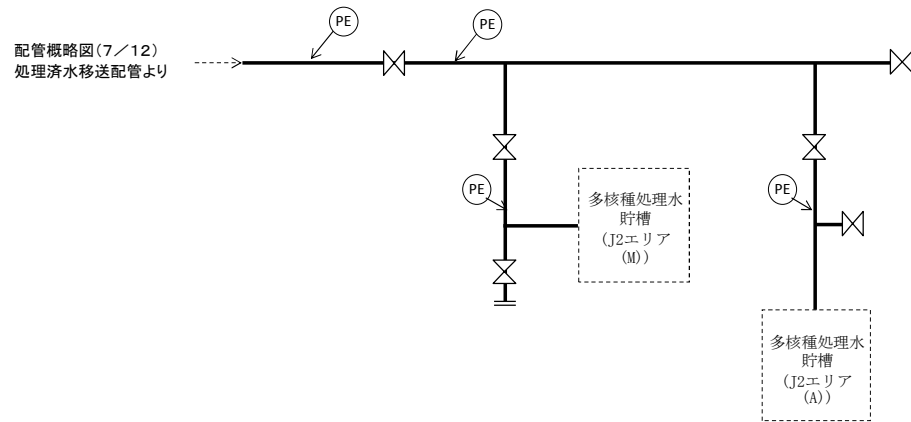 PE
PE
配管概略図(7/12)
処理済水移送配管より
PE
PE
多核種処理水
貯槽
(J2エリア
(M))
多核種処理水
貯槽
(J2エリア
(A))